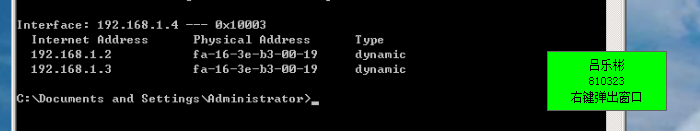 Interface: 192.168.1.4 --- 0x10003
Internet Address Physical Address Type
192.168.1.2 fa-16-3e-b3-00-19 dynamic
192.168.1.3 fa-16-3e-b3-00-19 dynamic
C:\Documents and Settings\Administrator>_
吕乐彬
810323
右键弹出窗口